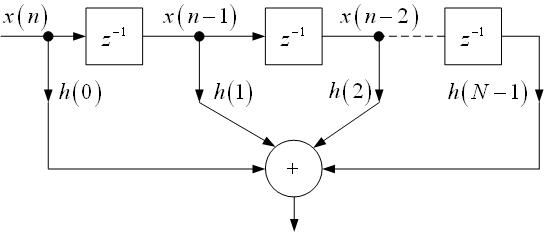 x(n) x(n−1) x(n−2)
z⁻¹ z⁻¹ z⁻¹
h(0) h(1) h(2) h(N−1)
+